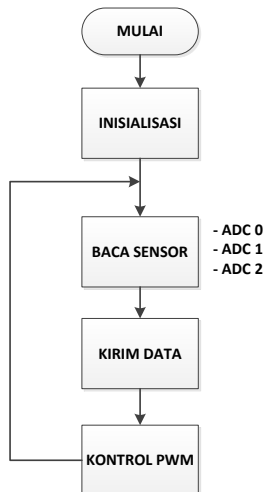 MULAI
INISIALISASI
BACA SENSOR
- ADC 0
- ADC 1
- ADC 2
KIRIM DATA
KONTROL PWM